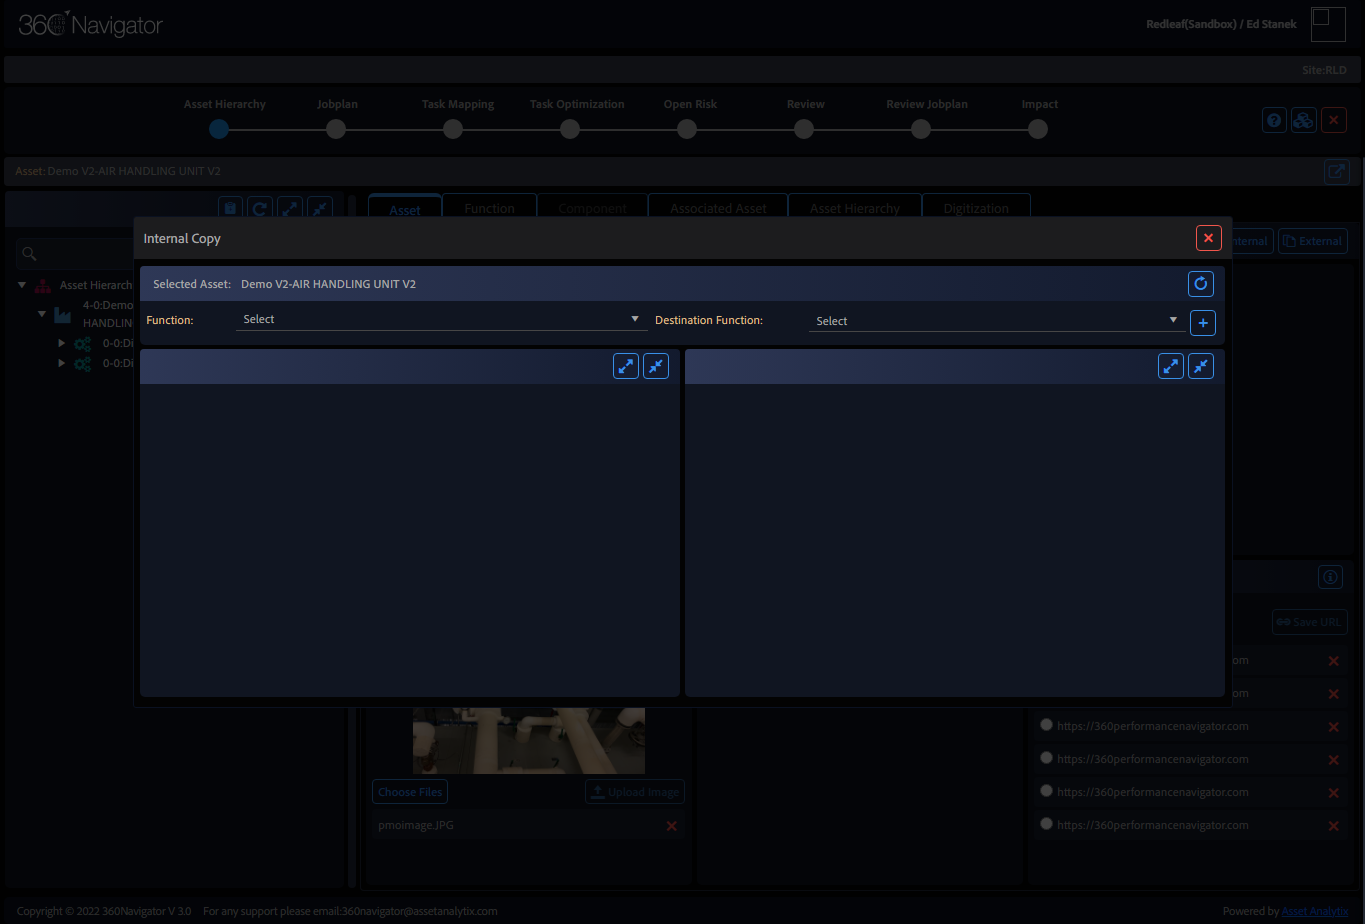 360 Navigator
Redleaf(Sandbox) / Ed Stanek
Site:RLD
Asset Hierarchy
Jobplan
Task Mapping
Task Optimization
Open Risk
Review
Review Jobplan
Impact
Asset: Demo V2-AIR HANDLING UNIT V2
Asset
Function
Component
Associated Asset
Asset Hierarchy
Digitization
nternal
External
Asset Hierarch
4-0:Demo
HANDLIN
0-0:Di
0-0:Di
Internal Copy
Selected Asset: Demo V2-AIR HANDLING UNIT V2
Function: Select
Destination Function: Select
Save URL
om
om
https://360performancenavigator.com
https://360performancenavigator.com
https://360performancenavigator.com
https://360performancenavigator.com
Choose Files
Upload Image
pmoimage.JPG
Copyright © 2022 360Navigator V 3.0 For any support please email:360navigator@assetanalytix.com
Powered by Asset Analytix